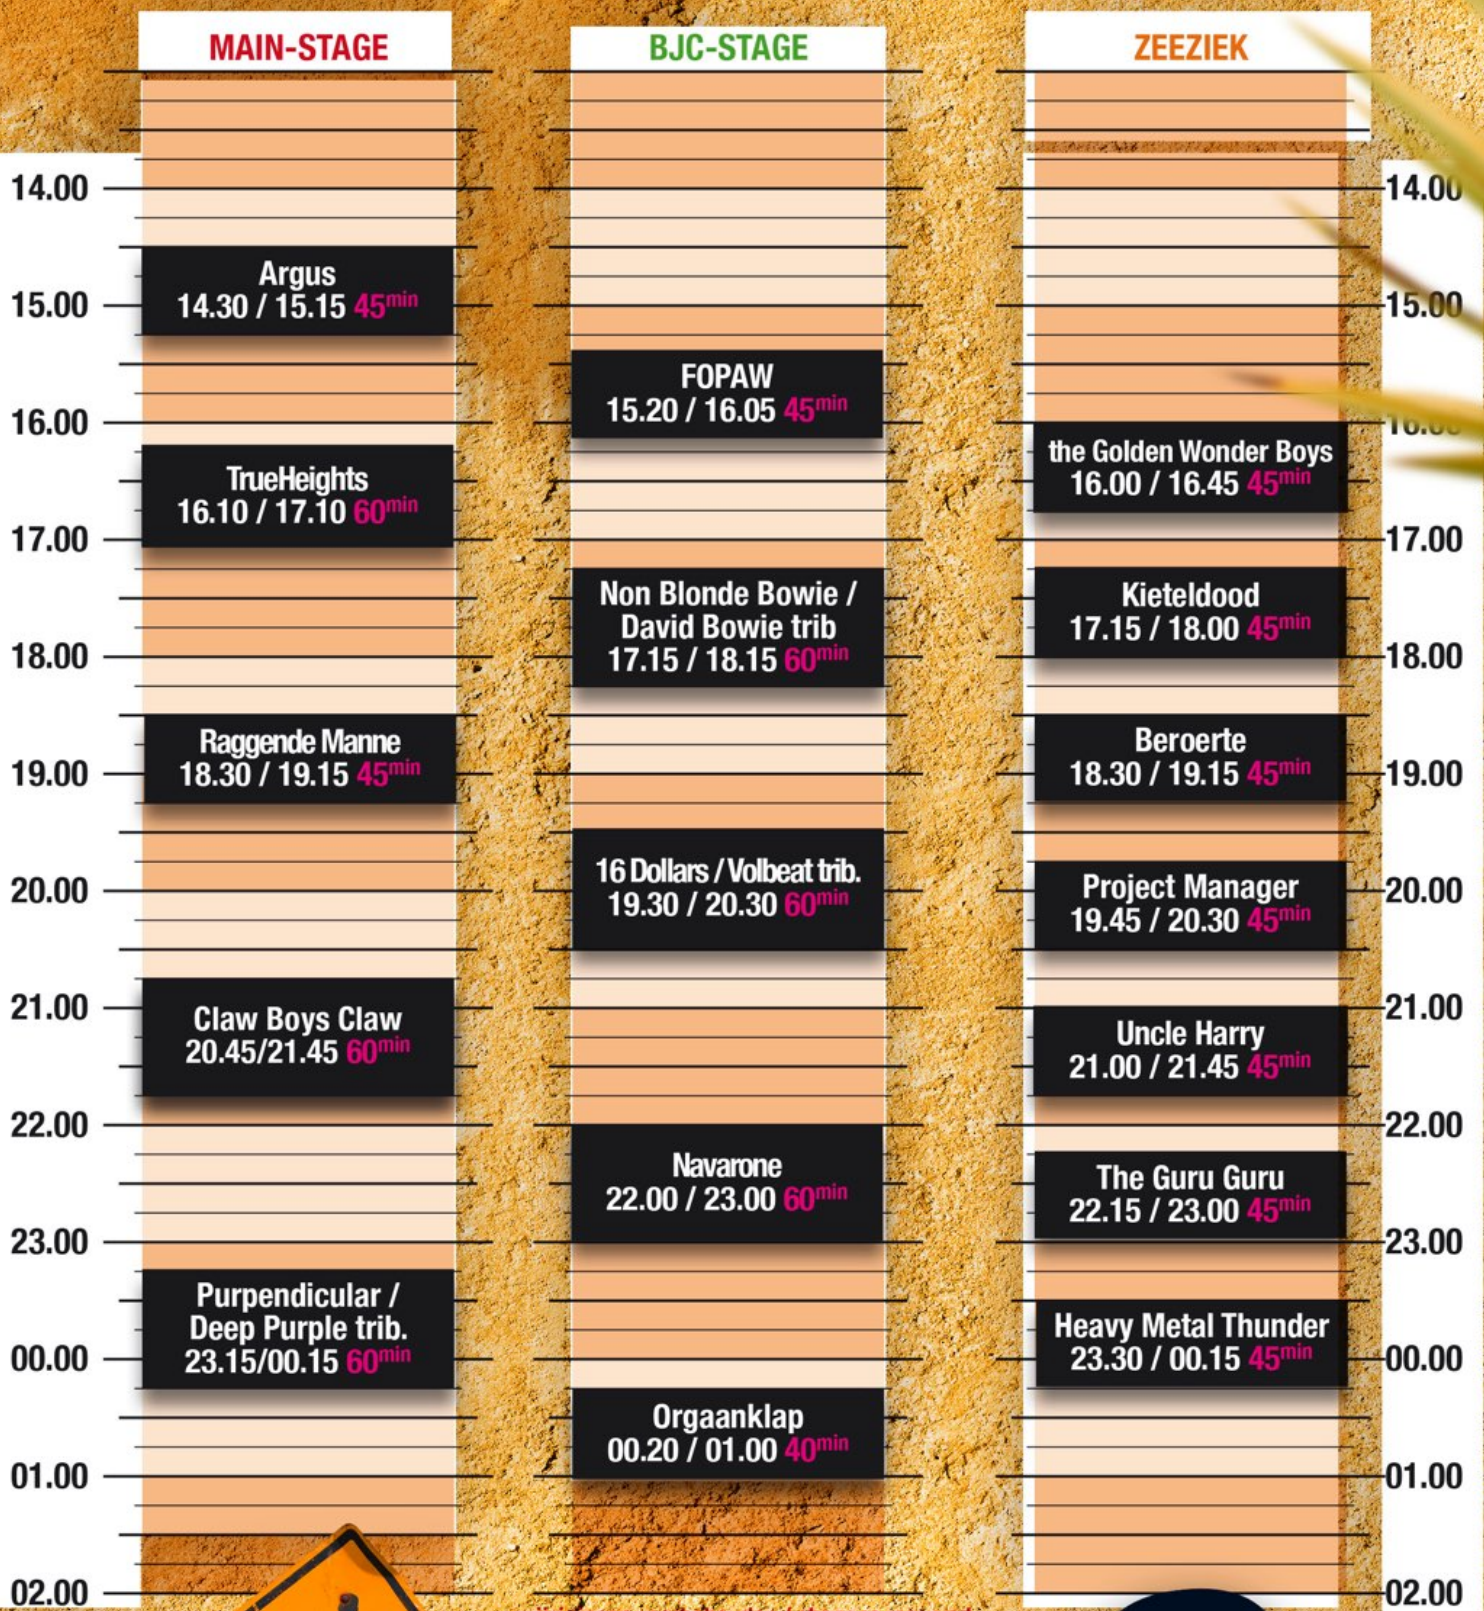 MAIN-STAGE
BJC-STAGE
ZEEZIEK
14.00
15.00
16.00
17.00
18.00
19.00
20.00
21.00
22.00
23.00
00.00
01.00
02.00
Argus
14.30 / 15.15 45min
TrueHeights
16.10 / 17.10 60min
Raggende Manne
18.30 / 19.15 45min
Claw Boys Claw
20.45/21.45 60min
Purpendicular /
Deep Purple trib.
23.15/00.15 60min
FOPAW
15.20 / 16.05 45min
Non Blonde Bowie /
David Bowie trib
17.15 / 18.15 60min
16 Dollars / Volbeat trib.
19.30 / 20.30 60min
Navarone
22.00 / 23.00 60min
Orgaanklap
00.20 / 01.00 40min
the Golden Wonder Boys
16.00 / 16.45 45min
Kieteldood
17.15 / 18.00 45min
Beroerte
18.30 / 19.15 45min
Project Manager
19.45 / 20.30 45min
Uncle Harry
21.00 / 21.45 45min
The Guru Guru
22.15 / 23.00 45min
Heavy Metal Thunder
23.30 / 00.15 45min
14.00
15.00
16.00
17.00
18.00
19.00
20.00
21.00
22.00
23.00
00.00
01.00
02.00